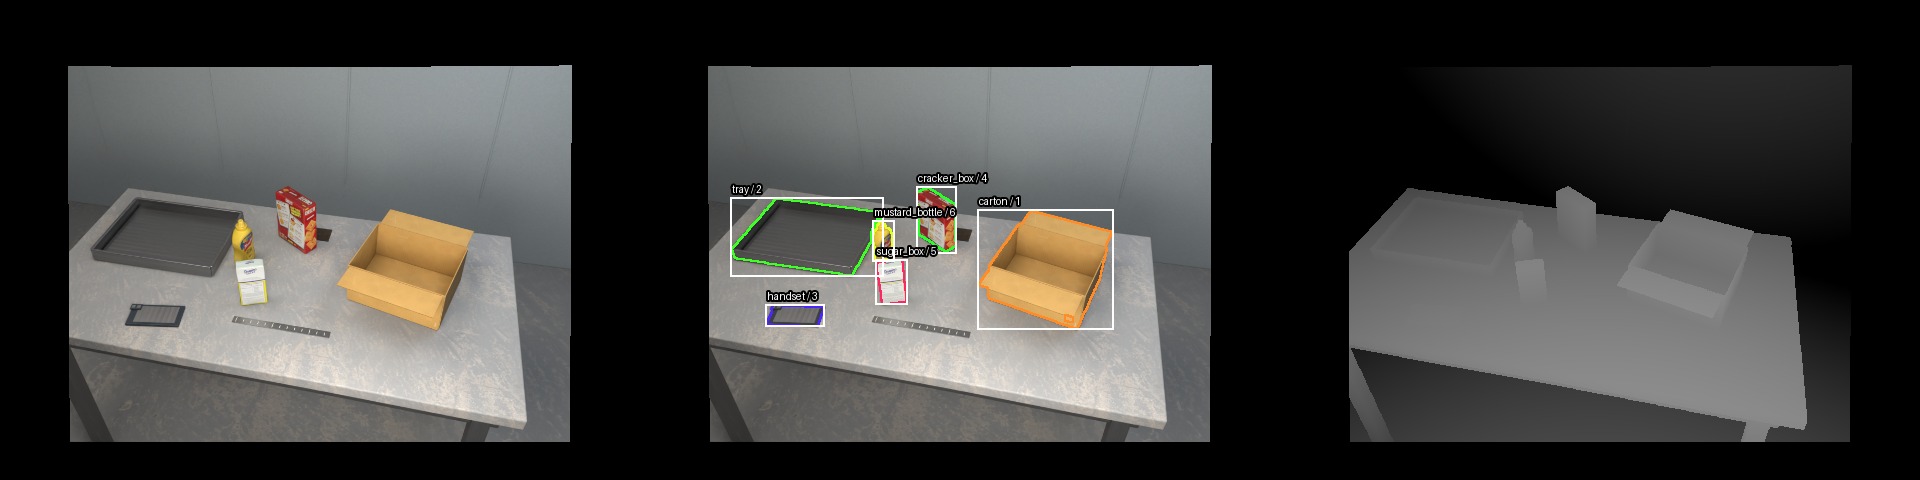 tray / 2
cracker_box / 4
carton / 1
mustard_bottle / 6
sugar_box / 5
handset / 3